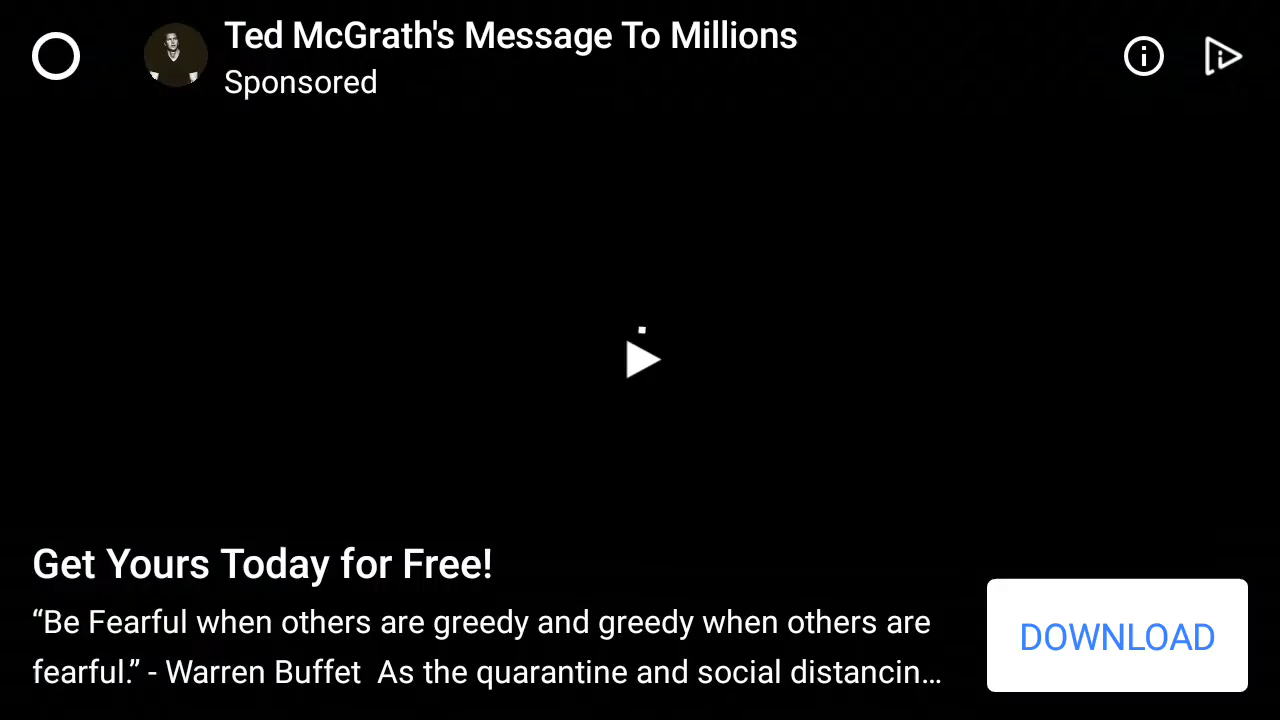 Ted McGrath's Message To Millions
Sponsored
Get Yours Today for Free!
“Be Fearful when others are greedy and greedy when others are
fearful.” - Warren Buffet  As the quarantine and social distancin...
DOWNLOAD